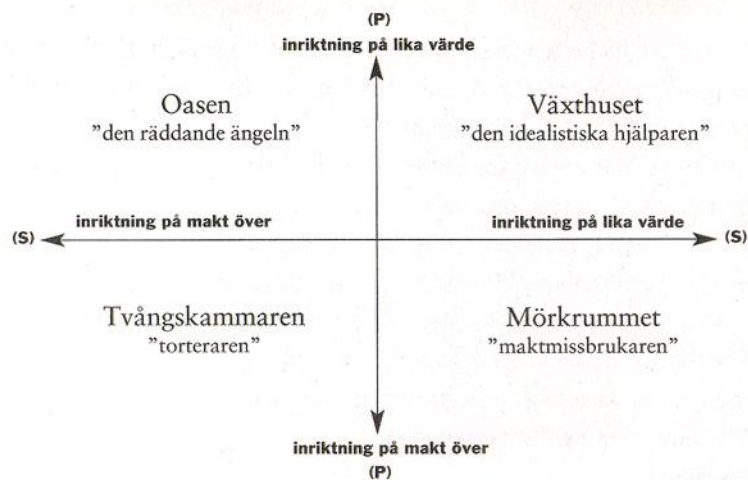 (P)
inriktning på lika värde
Oasen
"den räddande ängeln"
Växthuset
"den idealistiska hjälparen"
inriktning på makt över
inriktning på lika värde
(S)
(S)
Tvångskammaren
"torteraren"
Mörkrummet
"maktmissbrukaren"
inriktning på makt över
(P)